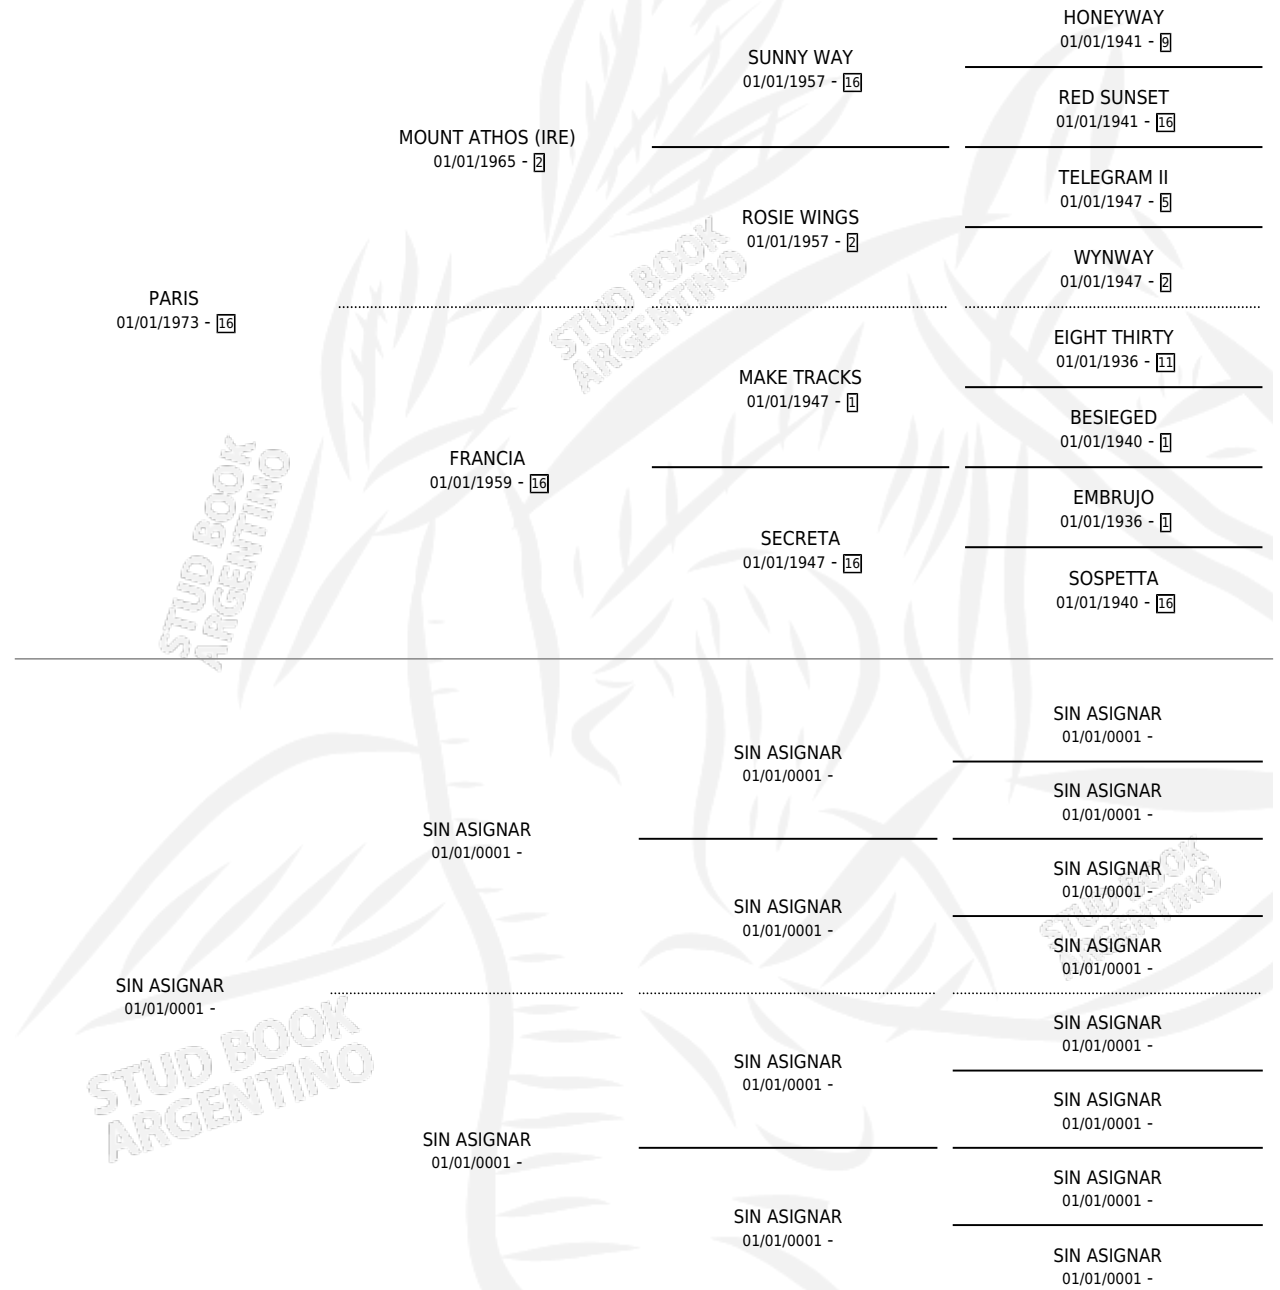 HONEYWAY
01/01/1941 - 9
SUNNY WAY
01/01/1957 - 16
RED SUNSET
01/01/1941 - 16
MOUNT ATHOS (IRE)
01/01/1965 - 2
TELEGRAM II
01/01/1947 - 5
ROSIE WINGS
01/01/1957 - 2
WYNWAY
01/01/1947 - 2
STUD BOOK
ARGENTINO
PARIS
01/01/1973 - 16
EIGHT THIRTY
01/01/1936 - 11
MAKE TRACKS
01/01/1947 - 1
BESIEGED
01/01/1940 - 1
FRANCIA
01/01/1959 - 16
EMBRUJO
01/01/1936 - 1
SECRETA
01/01/1947 - 16
SOSPETTA
01/01/1940 - 16
STUD BOOK
ARGENTINO
SIN ASIGNAR
01/01/0001 -
SIN ASIGNAR
01/01/0001 -
SIN ASIGNAR
01/01/0001 -
SIN ASIGNAR
01/01/0001 -
SIN ASIGNAR
01/01/0001 -
SIN ASIGNAR
01/01/0001 -
SIN ASIGNAR
01/01/0001 -
STUD BOOK
ARGENTINO
SIN ASIGNAR
01/01/0001 -
SIN ASIGNAR
01/01/0001 -
SIN ASIGNAR
01/01/0001 -
SIN ASIGNAR
01/01/0001 -
SIN ASIGNAR
01/01/0001 -
SIN ASIGNAR
01/01/0001 -
SIN ASIGNAR
01/01/0001 -
SIN ASIGNAR
01/01/0001 -
STUD BOOK
ARGENTINO